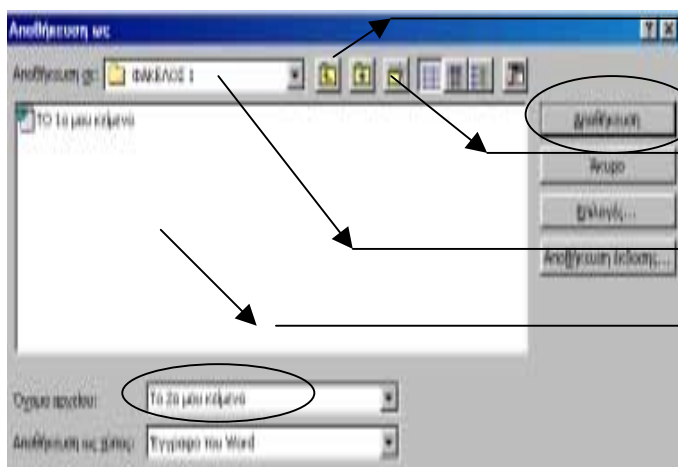 Αποθήκευση ως
Αποθήκευση σε: ΦΑΚΕΛΟΣ 1
ΤΟ 1ο μου κείμενο
Αποθήκευση
Άκυρο
Επιλογές...
Αποθήκευση έκδοσης...
Όνομα αρχείου: Το 2ο μου κείμενο
Αποθήκευση ως τύπος: Έγγραφο του Word